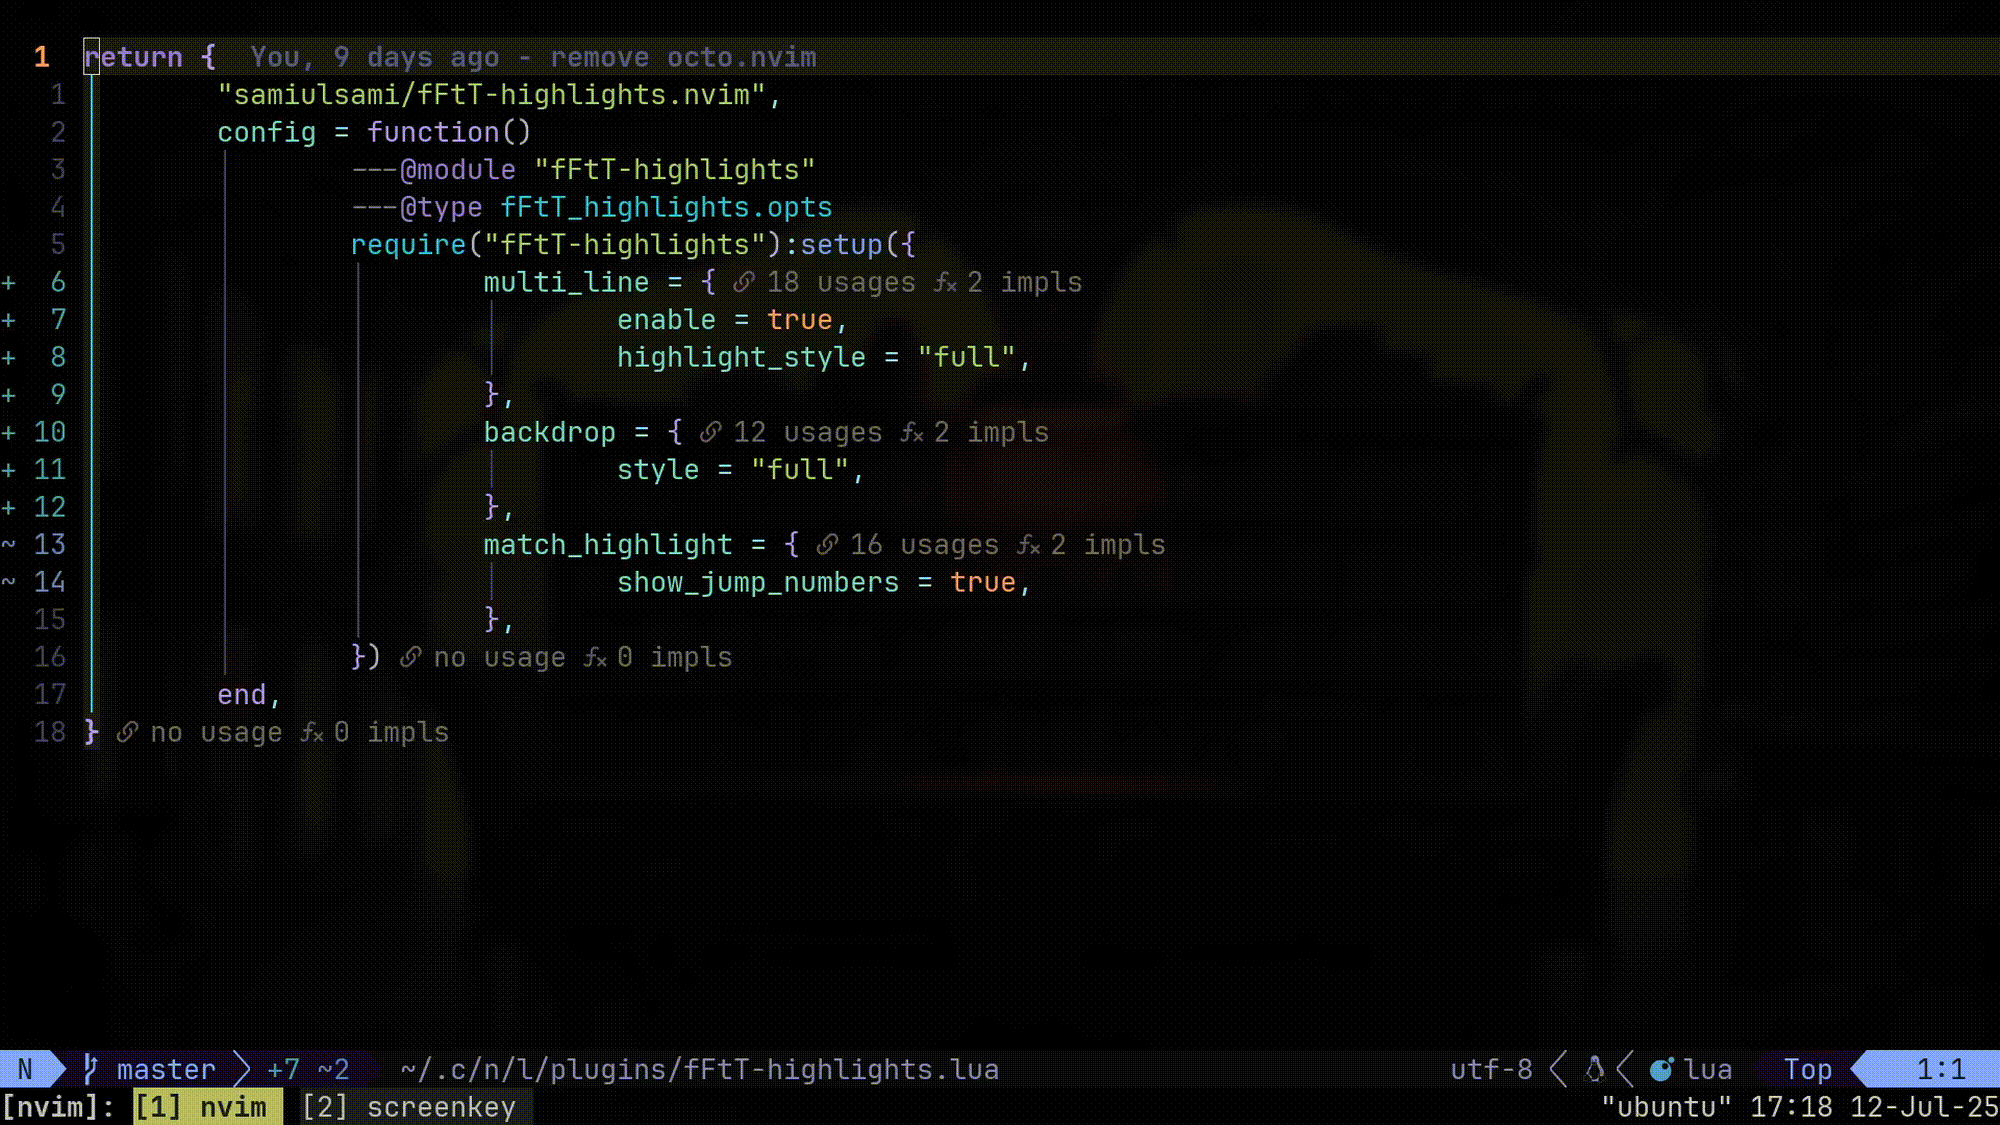 1 return { You, 9 days ago - remove octo.nvim
1 "samiulsami/fFtT-highlights.nvim",
2 config = function()
3 ---@module "fFtT-highlights"
4 ---@type fFtT_highlights.opts
5 require("fFtT-highlights"):setup({
+ 6 multi_line = { 18 usages 2 impls
+ 7 enable = true,
+ 8 highlight_style = "full",
+ 9 },
+ 10 backdrop = { 12 usages 2 impls
+ 11 style = "full",
+ 12 },
~ 13 match_highlight = { 16 usages 2 impls
~ 14 show_jump_numbers = true,
15 },
16 }) no usage 0 impls
17 end,
18 } no usage 0 impls
N master +7 ~2 ~/.c/n/l/plugins/fFtT-highlights.lua utf-8 lua Top 1:1
[nvim]: [1] nvim [2] screenkey "ubuntu" 17:18 12-Jul-25